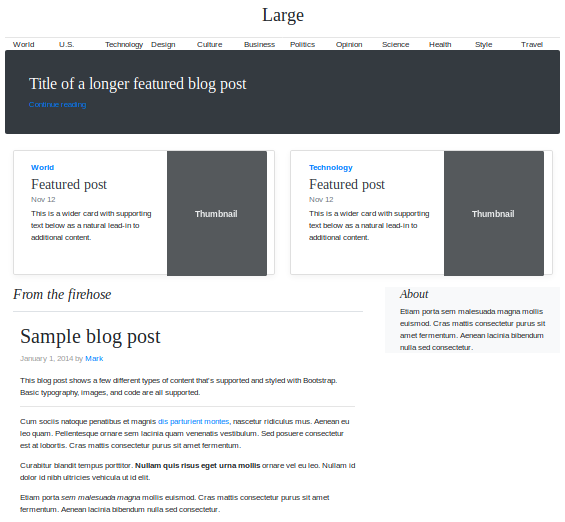 Large
World U.S. Technology Design Culture Business Politics Opinion Science Health Style Travel
Title of a longer featured blog post
Continue reading
World
Featured post
Nov 12
This is a wider card with supporting
text below as a natural lead-in to
additional content.
Thumbnail
Technology
Featured post
Nov 12
This is a wider card with supporting
text below as a natural lead-in to
additional content.
Thumbnail
From the firehose
Sample blog post
January 1, 2014 by Mark
This blog post shows a few different types of content that's supported and styled with Bootstrap.
Basic typography, images, and code are all supported.
Cum sociis natoque penatibus et magnis dis parturient montes, nascetur ridiculus mus. Aenean eu
leo quam. Pellentesque ornare sem lacinia quam venenatis vestibulum. Sed posuere consectetur
est at lobortis. Cras mattis consectetur purus sit amet fermentum.
Curabitur blandit tempus porttitor. Nullam quis risus eget urna mollis ornare vel eu leo. Nullam id
dolor id nibh ultricies vehicula ut id elit.
Etiam porta sem malesuada magna mollis euismod. Cras mattis consectetur purus sit amet
fermentum. Aenean lacinia bibendum nulla sed consectetur.
About
Etiam porta sem malesuada magna mollis
euismod. Cras mattis consectetur purus sit
amet fermentum. Aenean lacinia bibendum
nulla sed consectetur.